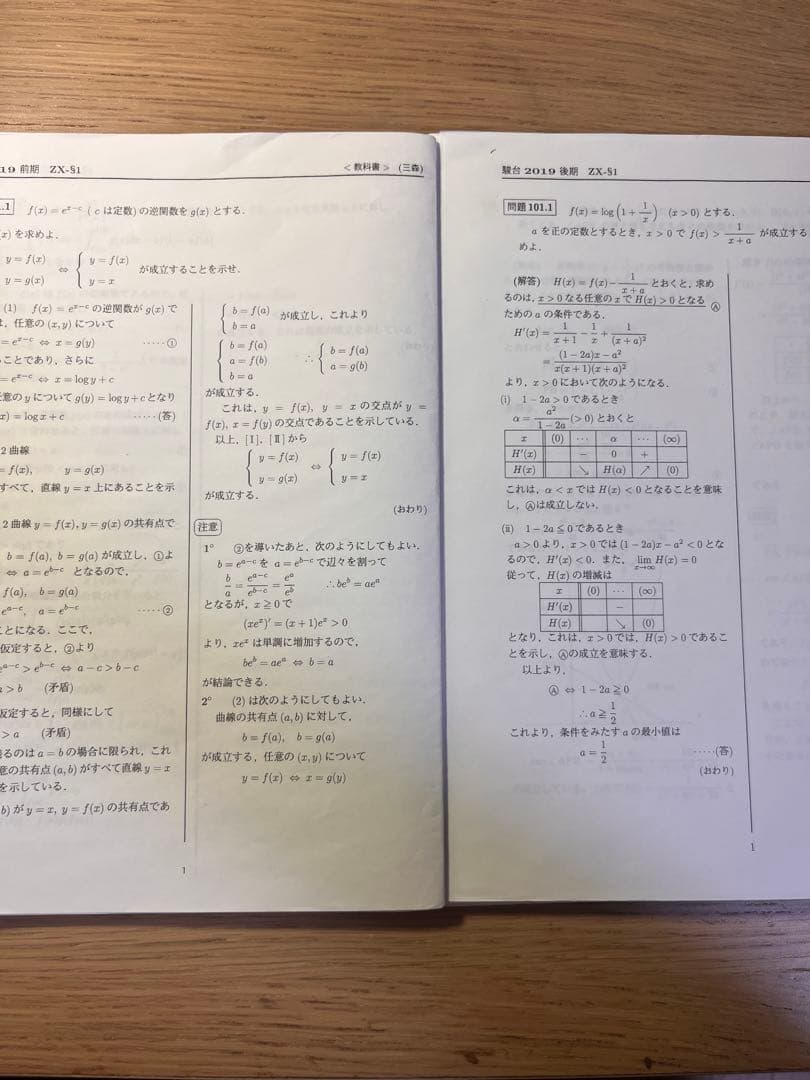 19 前期 ZX-§1 <教科書> (三森)
.1 f(x) = e^{x-c} ( c は定数) の逆関数を g(x) とする.
(x) を求めよ.
{ y = f(x) y = g(x) ⇔ { y = f(x) y = x が成立することを示せ.
(1) f(x) = e^{x-c} の逆関数が g(x) で
は, 任意の (x, y) について
= e^{x-c} ⇔ x = g(y) ‥‥‥①
ことであり, さらに
= e^{x-c} ⇔ x = log y + c
任意の y について g(y) = log y + c となり
(x) = log x + c ‥‥‥(答)
2 曲線
= f(x), y = g(x)
すべて, 直線 y = x 上にあることを示
2 曲線 y = f(x), y = g(x) の共有点で
b = f(a), b = g(a) が成立し, ①よ
⇔ a = e^{b-c} となるので,
f(a), b = g(a)
e^{a-c}, a = e^{b-c} ‥‥‥②
ことになる. ここで,
仮定すると, ②より
e^{a-c} > e^{b-c} ⇔ a − c > b − c
a > b (矛盾)
仮定すると, 同様にして
> a (矛盾)
るのは a = b の場合に限られ, これ
意の共有点 (a, b) がすべて直線 y = x
を示している.
b) が y = x, y = f(x) の共有点であ
{ b = f(a) b = a が成立し, これより
{ b = f(a) a = f(b) b = a ∴ { b = f(a) a = g(b)
が成立する.
これは, y = f(x), y = x の交点が y =
f(x), x = f(y) の交点であることを示している.
以上, [Ⅰ], [Ⅱ] から
{ y = f(x) y = g(x) ⇔ { y = f(x) y = x
が成立する.
(おわり)
注意
1° ②を導いたあと, 次のようにしてもよい.
b = e^{a-c} を a = e^{b-c} で辺々を割って
b/a = e^{a-c}/e^{b-c} = e^a/e^b ∴ be^b = ae^a
となるが, x ≧ 0 で
(xe^x)' = (x + 1)e^x > 0
より, xe^x は単調に増加するので,
be^b = ae^a ⇔ b = a
が結論できる.
2° (2) は次のようにしてもよい.
曲線の共有点 (a, b) に対して,
b = f(a), b = g(a)
が成立する, 任意の (x, y) について
y = f(x) ⇔ x = g(y)
1
駿台 2019 後期 ZX-§1
問題 101.1 f(x) = log(1 + 1/x) (x > 0) とする.
a を正の定数とするとき, x > 0 で f(x) > 1/(x + a) が成立する
めよ.
(解答) H(x) = f(x) − 1/(x + a) とおくと, 求め
るのは, x > 0 なる任意の x で H(x) > 0 となる Ⓐ
ための a の条件である.
H'(x) = 1/(x + 1) − 1/x + 1/(x + a)²
= ((1 − 2a)x − a²)/(x(x + 1)(x + a)²)
より, x > 0 において次のようになる.
(i) 1 − 2a > 0 であるとき
α = a²/(1 − 2a) (> 0) とおくと
x (0) ⋯ α ⋯ (∞)
H'(x) − 0 +
H(x) ↘ H(α) ↗ (0)
これは, α < x では H(x) < 0 となることを意味
し, Ⓐは成立しない.
(ii) 1 − 2a ≦ 0 であるとき
a > 0 より, x > 0 では (1 − 2a)x − a² < 0 とな
るので, H'(x) < 0. また, lim_{x→∞} H(x) = 0
従って, H(x) の増減は
x (0) ⋯ (∞)
H'(x) −
H(x) ↘ (0)
となり, これは, x > 0 では, H(x) > 0 であるこ
とを示し, Ⓐの成立を意味する.
以上より,
Ⓐ ⇔ 1 − 2a ≧ 0
∴ a ≧ 1/2
これより, 条件をみたす a の最小値は
a = 1/2 ‥‥‥(答)
(おわり)
1